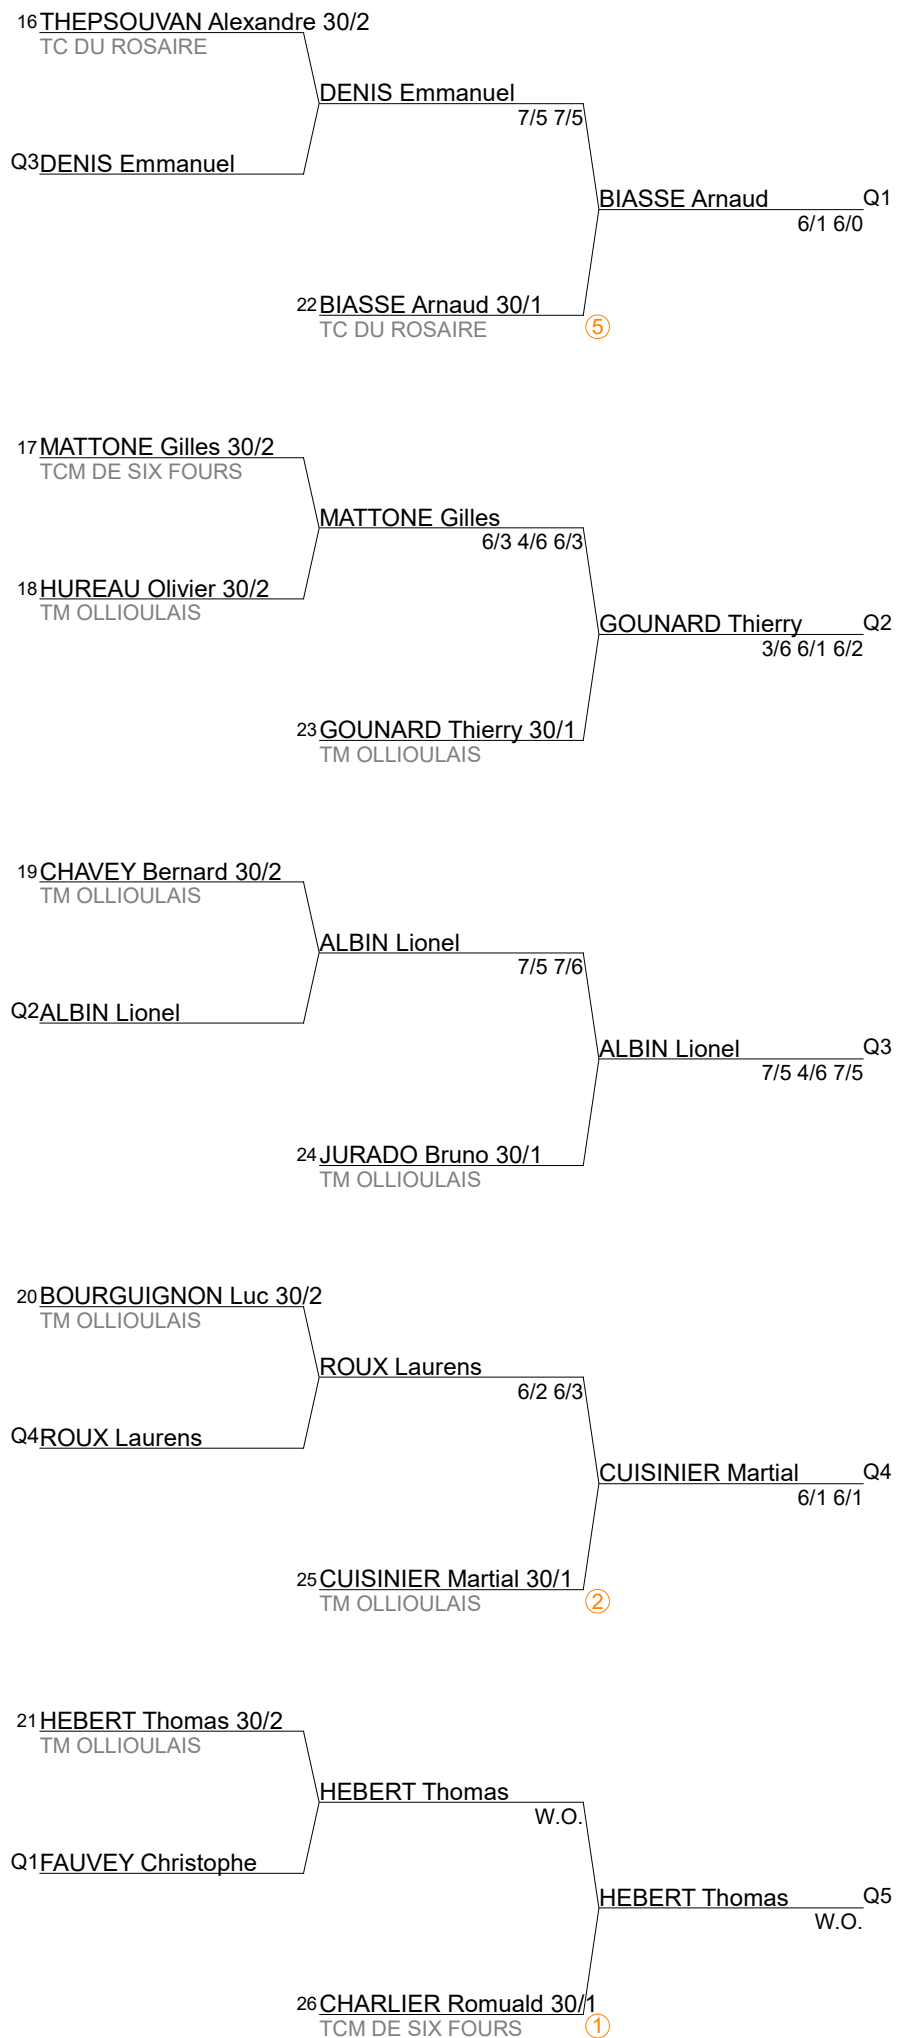 16 THEPSOUVAN Alexandre 30/2
TC DU ROSAIRE
DENIS Emmanuel
7/5 7/5
Q3 DENIS Emmanuel
BIASSE Arnaud Q1
6/1 6/0
22 BIASSE Arnaud 30/1
TC DU ROSAIRE 5
17 MATTONE Gilles 30/2
TCM DE SIX FOURS
MATTONE Gilles
6/3 4/6 6/3
18 HUREAU Olivier 30/2
TM OLLIOULAIS
GOUNARD Thierry Q2
3/6 6/1 6/2
23 GOUNARD Thierry 30/1
TM OLLIOULAIS
19 CHAVEY Bernard 30/2
TM OLLIOULAIS
ALBIN Lionel
7/5 7/6
Q2 ALBIN Lionel
ALBIN Lionel Q3
7/5 4/6 7/5
24 JURADO Bruno 30/1
TM OLLIOULAIS
20 BOURGUIGNON Luc 30/2
TM OLLIOULAIS
ROUX Laurens
6/2 6/3
Q4 ROUX Laurens
CUISINIER Martial Q4
6/1 6/1
25 CUISINIER Martial 30/1
TM OLLIOULAIS 2
21 HEBERT Thomas 30/2
TM OLLIOULAIS
HEBERT Thomas
W.O.
Q1 FAUVEY Christophe
HEBERT Thomas Q5
W.O.
26 CHARLIER Romuald 30/1
TCM DE SIX FOURS 1